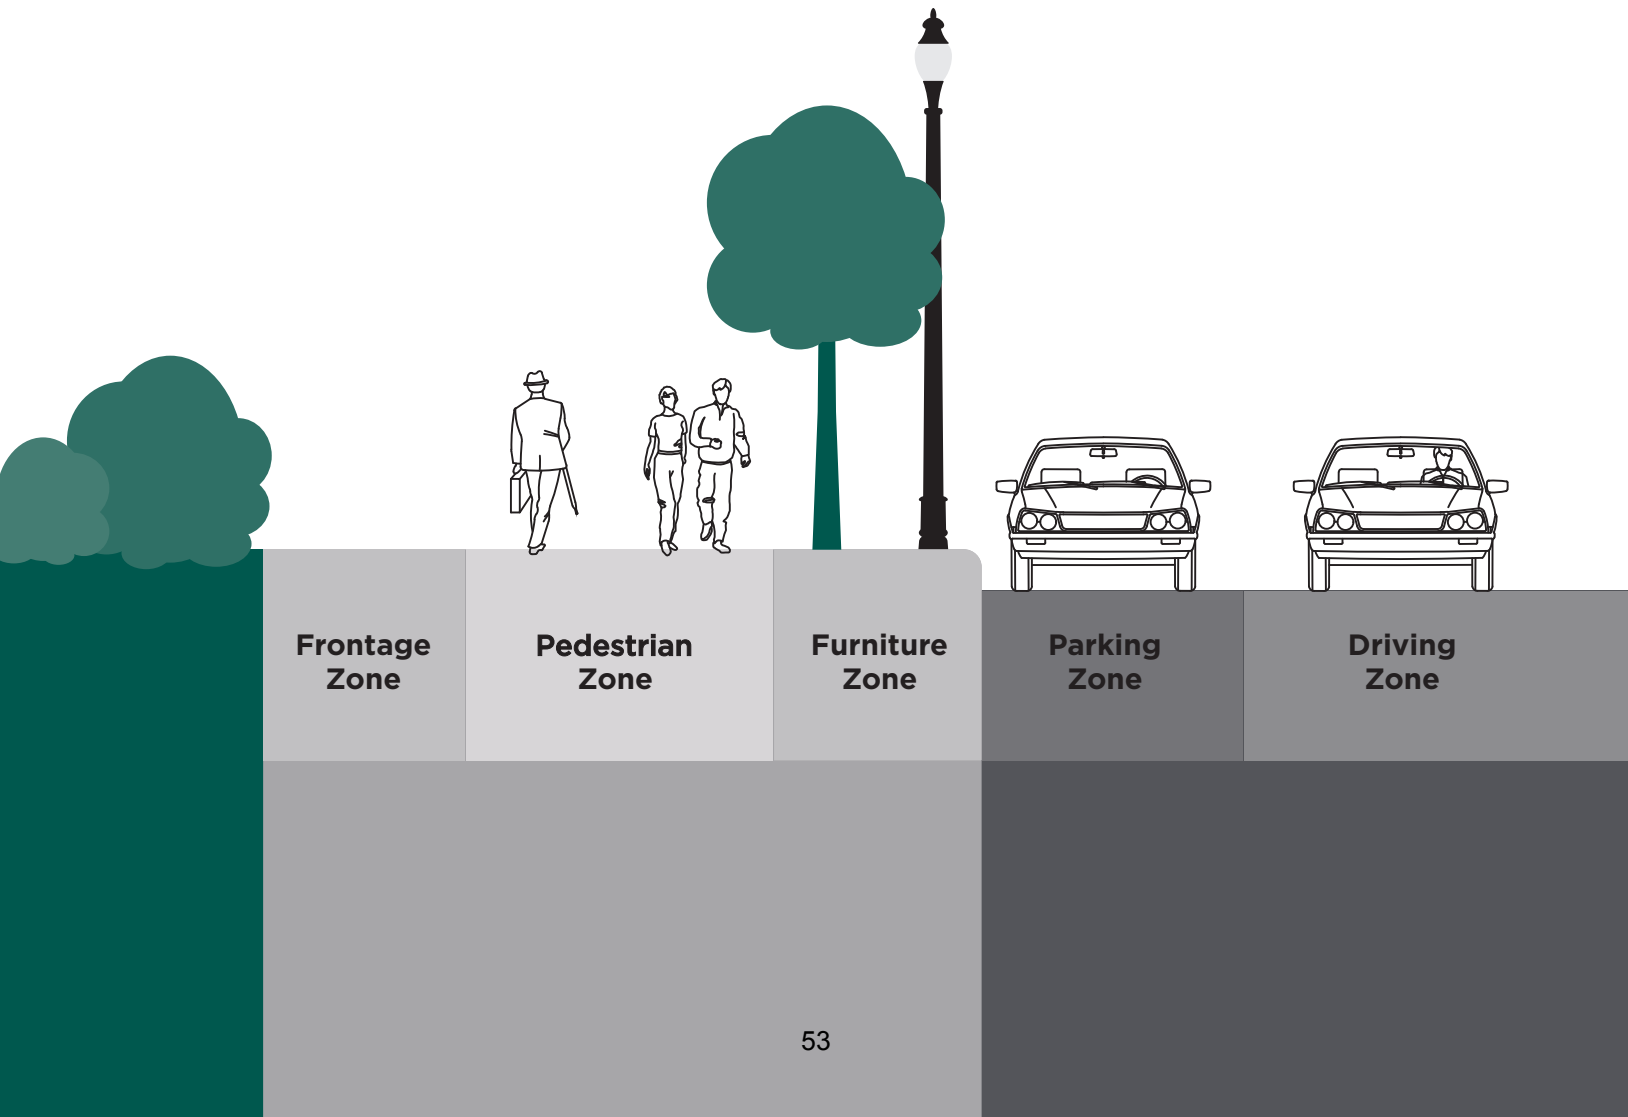 Frontage
Zone
Pedestrian
Zone
Furniture
Zone
Parking
Zone
Driving
Zone
53